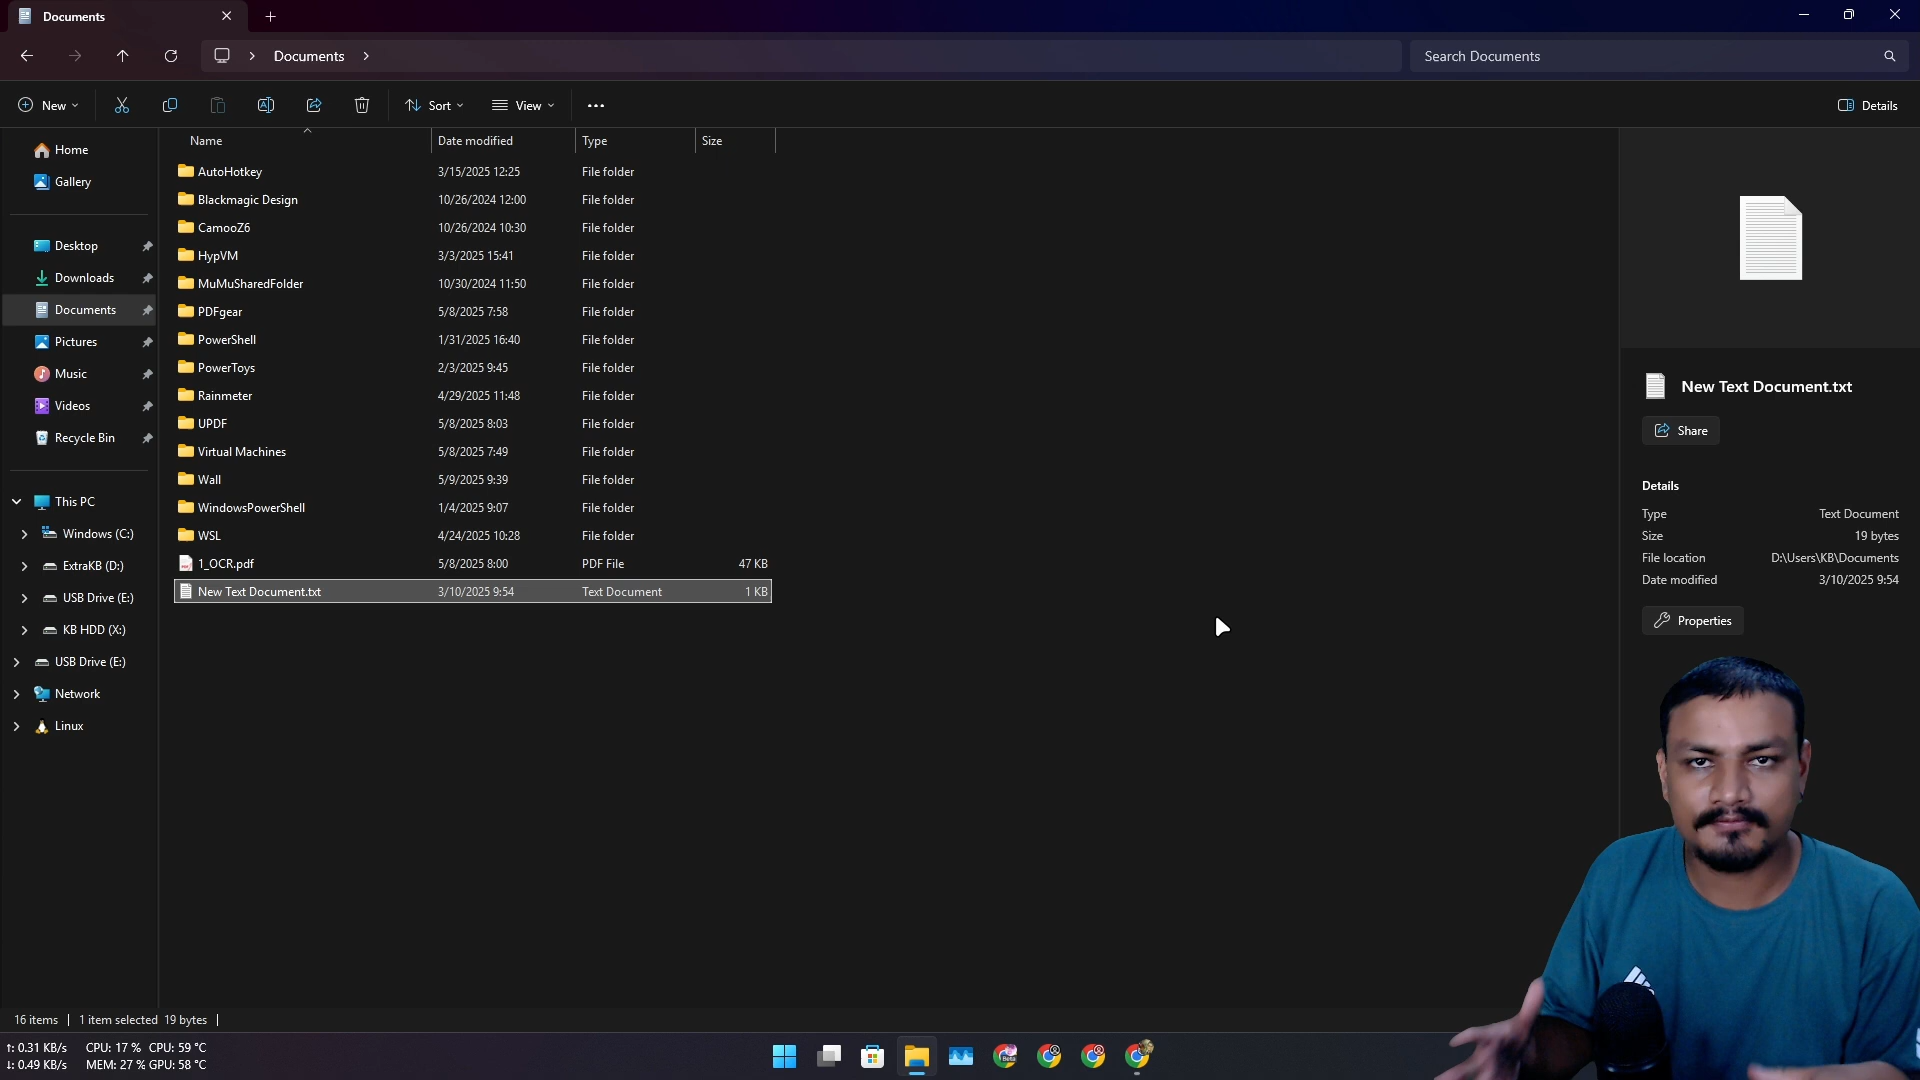 Documents
Documents
Search Documents
New
Sort
View
Details
Home
Gallery
Desktop
Downloads
Documents
Pictures
Music
Videos
Recycle Bin
This PC
Windows (C:)
ExtraKB (D:)
USB Drive (E:)
KB HDD (X:)
USB Drive (E:)
Network
Linux
Name Date modified Type Size
AutoHotkey 3/15/2025 12:25 File folder
Blackmagic Design 10/26/2024 12:00 File folder
CamooZ6 10/26/2024 10:30 File folder
HypVM 3/3/2025 15:41 File folder
MuMuSharedFolder 10/30/2024 11:50 File folder
PDFgear 5/8/2025 7:58 File folder
PowerShell 1/31/2025 16:40 File folder
PowerToys 2/3/2025 9:45 File folder
Rainmeter 4/29/2025 11:48 File folder
UPDF 5/8/2025 8:03 File folder
Virtual Machines 5/8/2025 7:49 File folder
Wall 5/9/2025 9:39 File folder
WindowsPowerShell 1/4/2025 9:07 File folder
WSL 4/24/2025 10:28 File folder
1_OCR.pdf 5/8/2025 8:00 PDF File 47 KB
New Text Document.txt 3/10/2025 9:54 Text Document 1 KB
New Text Document.txt
Share
Details
Type Text Document
Size 19 bytes
File location D:\Users\KB\Documents
Date modified 3/10/2025 9:54
Properties
16 items 1 item selected 19 bytes
↑: 0.31 KB/s CPU: 17 % CPU: 59 °C
↓: 0.49 KB/s MEM: 27 % GPU: 58 °C
Beta